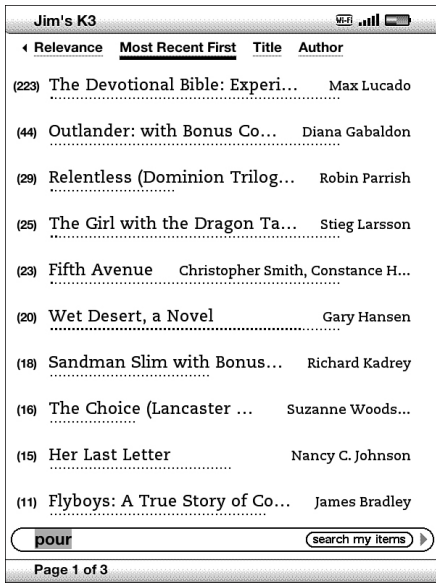 Jim's K3 Wi-Fi
Relevance Most Recent First Title Author
(223) The Devotional Bible: Experi... Max Lucado
(44) Outlander: with Bonus Co... Diana Gabaldon
(29) Relentless (Dominion Trilog... Robin Parrish
(25) The Girl with the Dragon Ta... Stieg Larsson
(23) Fifth Avenue Christopher Smith, Constance H...
(20) Wet Desert, a Novel Gary Hansen
(18) Sandman Slim with Bonus... Richard Kadrey
(16) The Choice (Lancaster ... Suzanne Woods...
(15) Her Last Letter Nancy C. Johnson
(11) Flyboys: A True Story of Co... James Bradley
pour search my items
Page 1 of 3